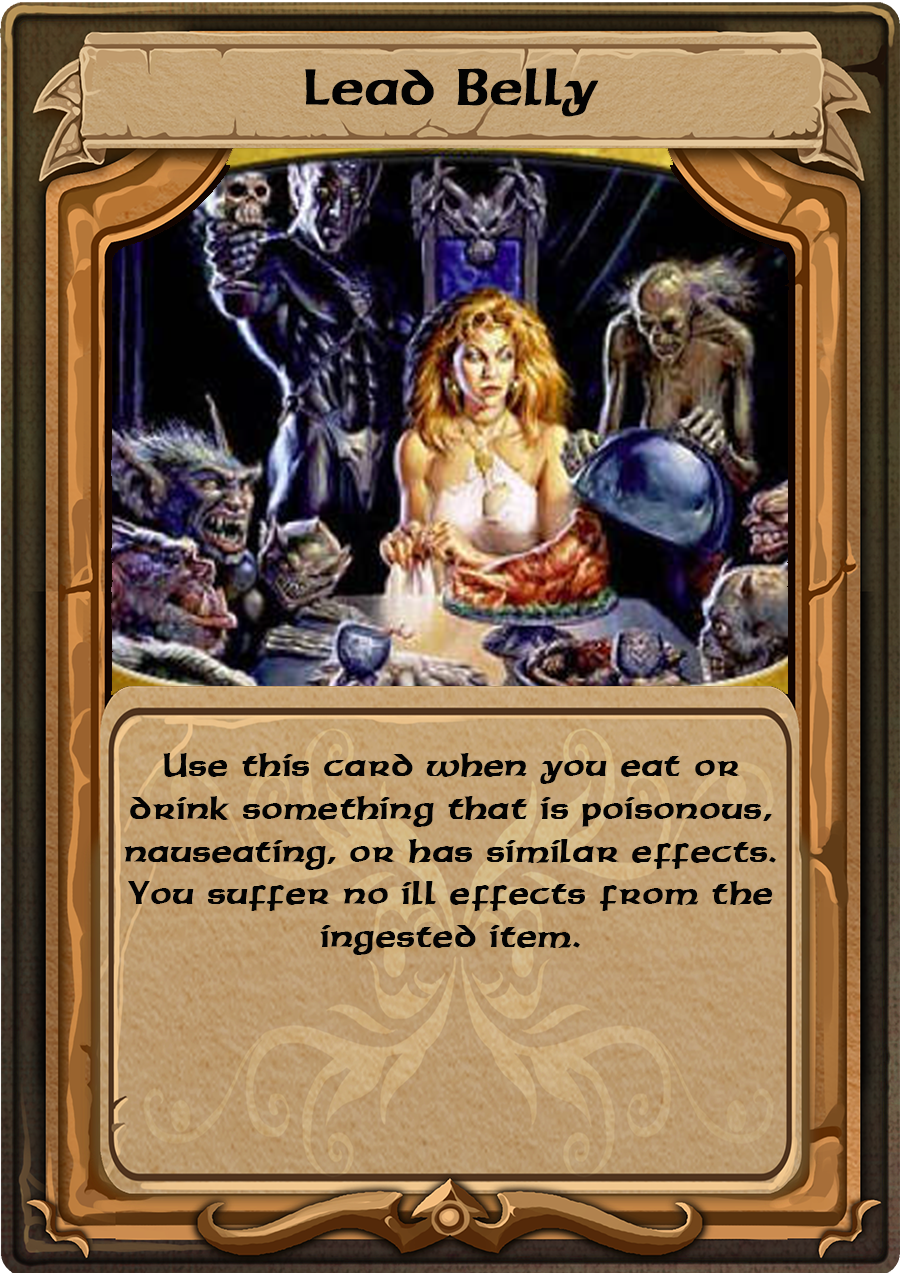 Lead Belly
Use this card when you eat or
drink something that is poisonous,
nauseating, or has similar effects.
You suffer no ill effects from the
ingested item.